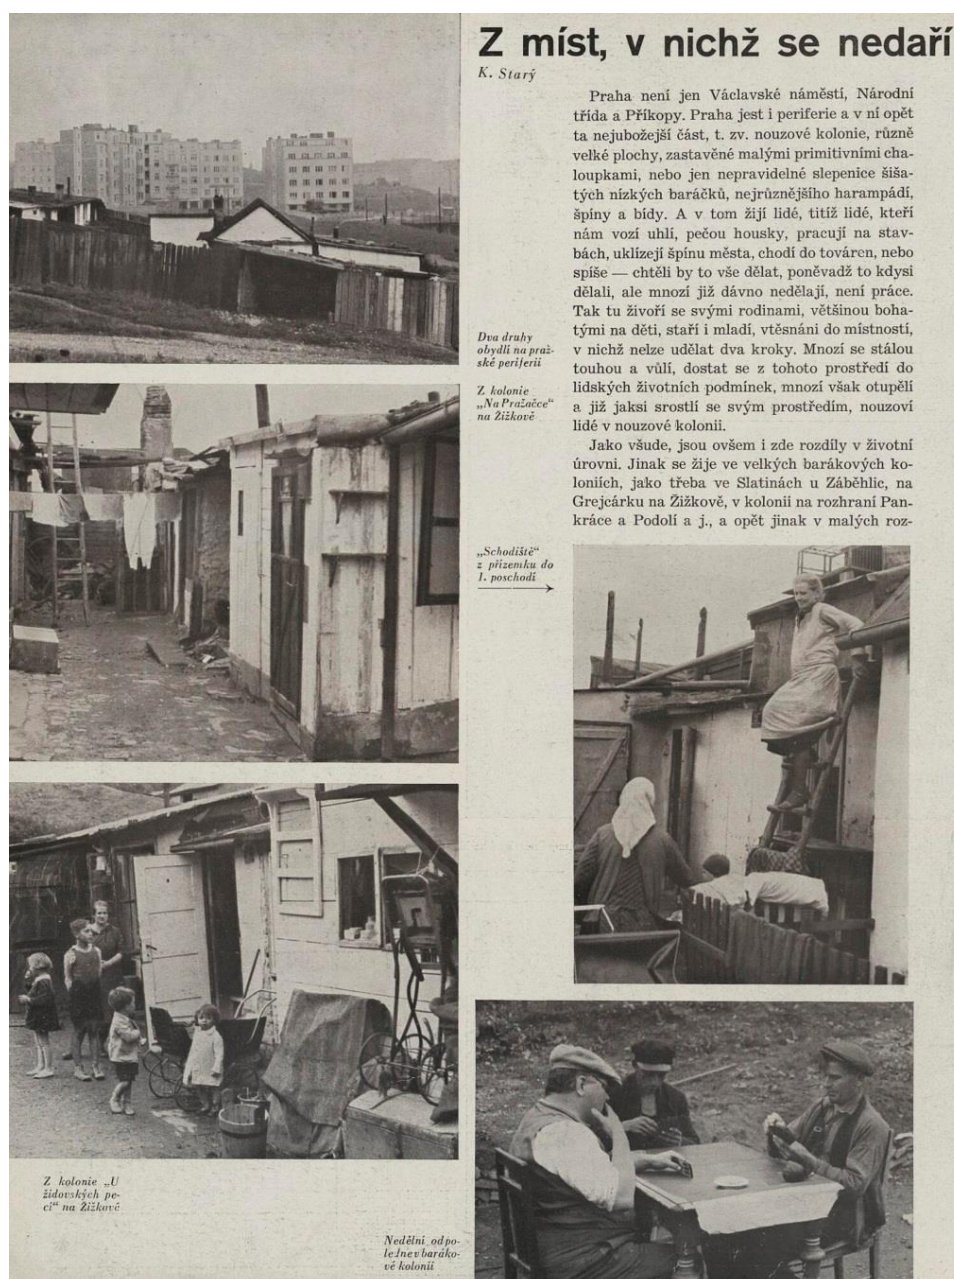 Z míst, v nichž se nedaří
K. Starý
Praha není jen Václavské náměstí, Národní
třída a Příkopy. Praha jest i periferie a v ní opět
ta nejubožejší část, t. zv. nouzové kolonie, různě
velké plochy, zastavěné malými primitivními cha-
loupkami, nebo jen nepravidelné slepenice šiša-
tých nízkých baráčků, nejrůznějšího harampádí,
špíny a bídy. A v tom žijí lidé, titíž lidé, kteří
nám vozí uhlí, pečou housky, pracují na stav-
bách, uklízejí špínu města, chodí do továren, nebo
spíše — chtěli by to vše dělat, poněvadž to kdysi
dělali, ale mnozí již dávno nedělají, není práce.
Tak tu živoří se svými rodinami, většinou boha-
tými na děti, staří i mladí, vtěsnáni do místností,
v nichž nelze udělat dva kroky. Mnozí se stálou
touhou a vůlí, dostat se z tohoto prostředí do
lidských životních podmínek, mnozí však otupělí
a již jaksi srostlí se svým prostředím, nouzoví
lidé v nouzové kolonii.
Jako všude, jsou ovšem i zde rozdíly v životní
úrovni. Jinak se žije ve velkých barákových ko-
loniích, jako třeba ve Slatinách u Záběhlic, na
Grejcárku na Žižkově, v kolonii na rozhraní Pan-
kráce a Podolí a j., a opět jinak v malých roz-
Dva druhy
obydlí na praž-
ské periferii
Z kolonie
„Na Pražačce“
na Žižkově
„Schodiště“
z přízemku do
1. poschodí
Z kolonie „U
židovských pe-
cí“ na Žižkově
Nedělní odpo-
ledne v baráko-
vé kolonii